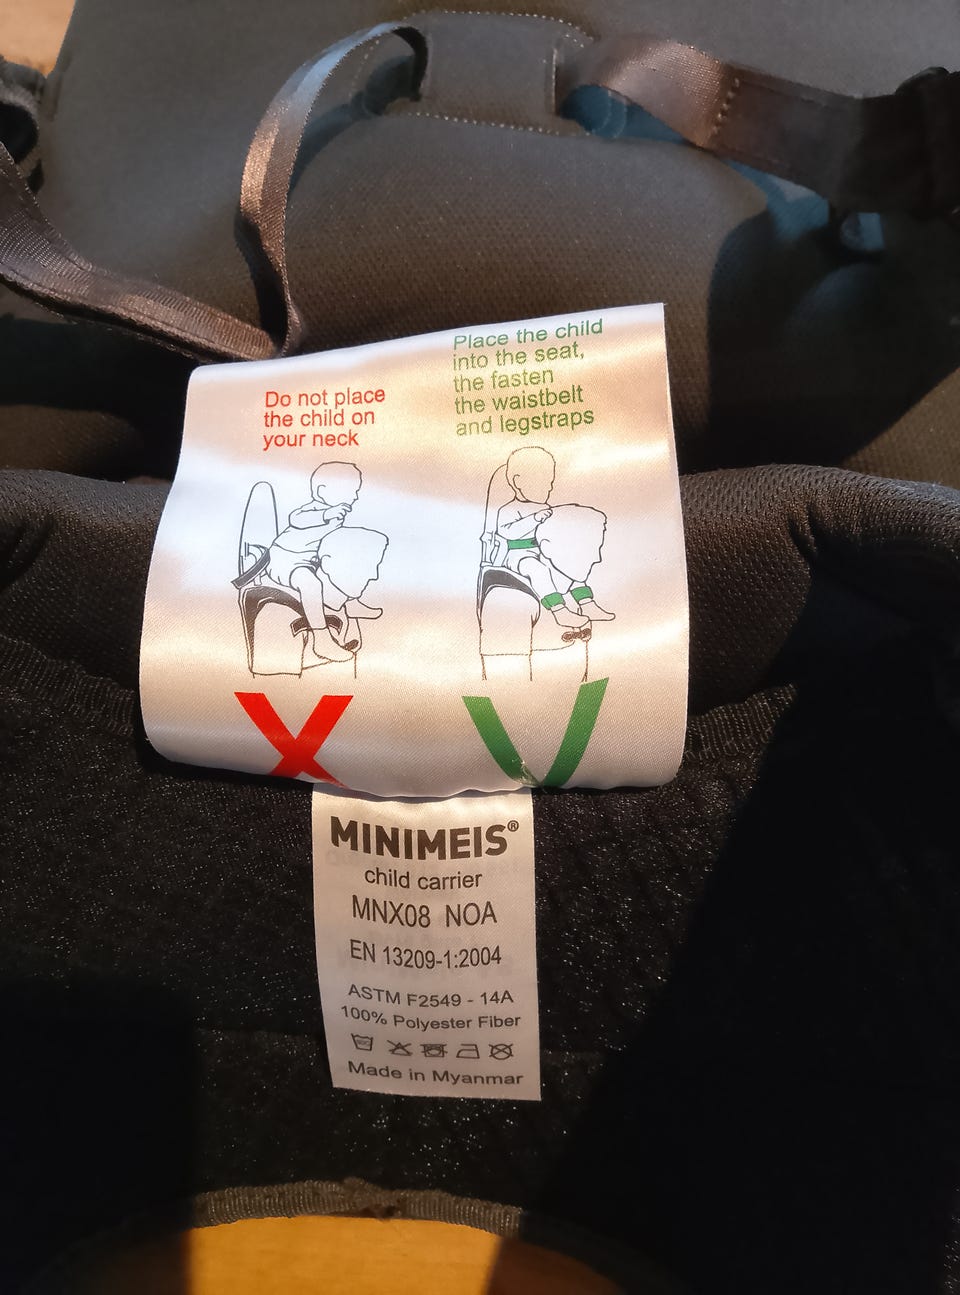 Do not place
the child on
your neck
Place the child
into the seat,
the fasten
the waistbelt
and legstraps
MINIMEIS®
child carrier
MNX08 NOA
EN 13209-1:2004
ASTM F2549 - 14A
100% Polyester Fiber
Made in Myanmar